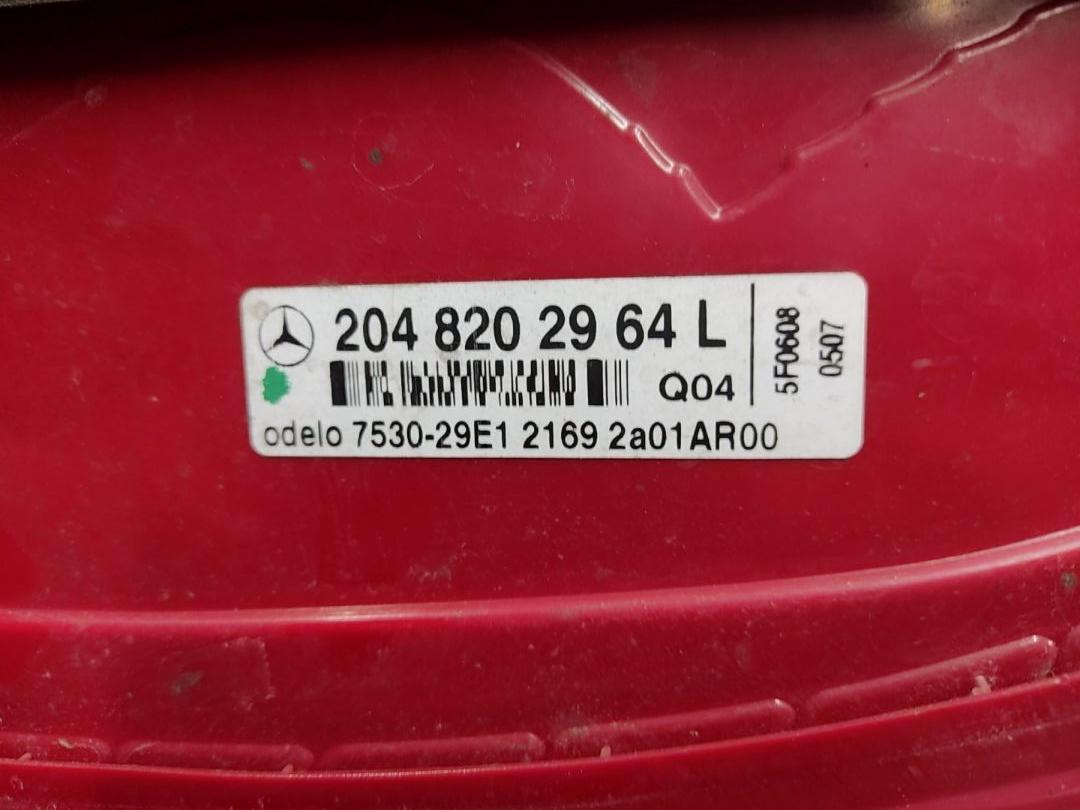 204 820 29 64 L
Q04
odelo 7530-29E1 2169 2a01AR00
5F0608
0507